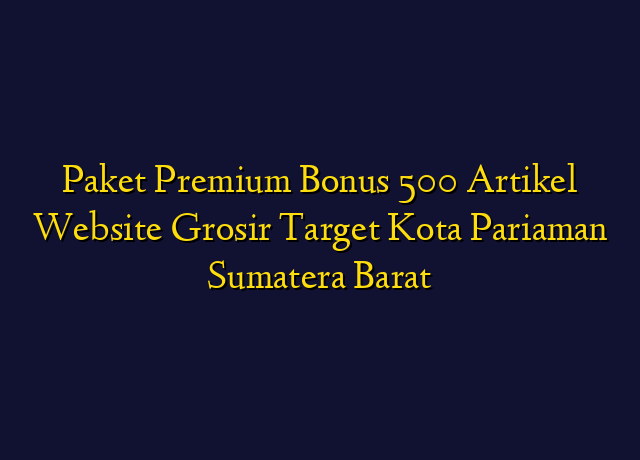 Paket Premium Bonus 500 Artikel
Website Grosir Target Kota Pariaman
Sumatera Barat